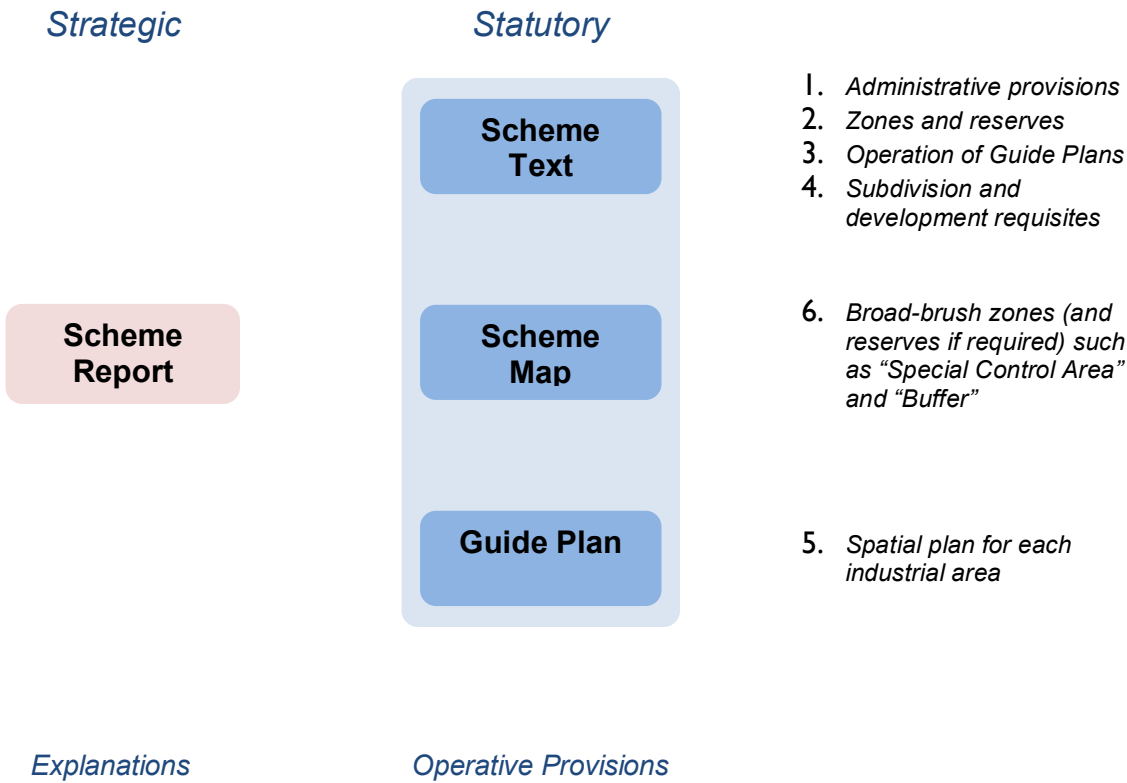 Strategic
Statutory
Scheme
Text
1. Administrative provisions
2. Zones and reserves
3. Operation of Guide Plans
4. Subdivision and
development requisites
Scheme
Report
Scheme
Map
6. Broad-brush zones (and
reserves if required) such
as “Special Control Area”
and “Buffer”
Guide Plan
5. Spatial plan for each
industrial area
Explanations
Operative Provisions